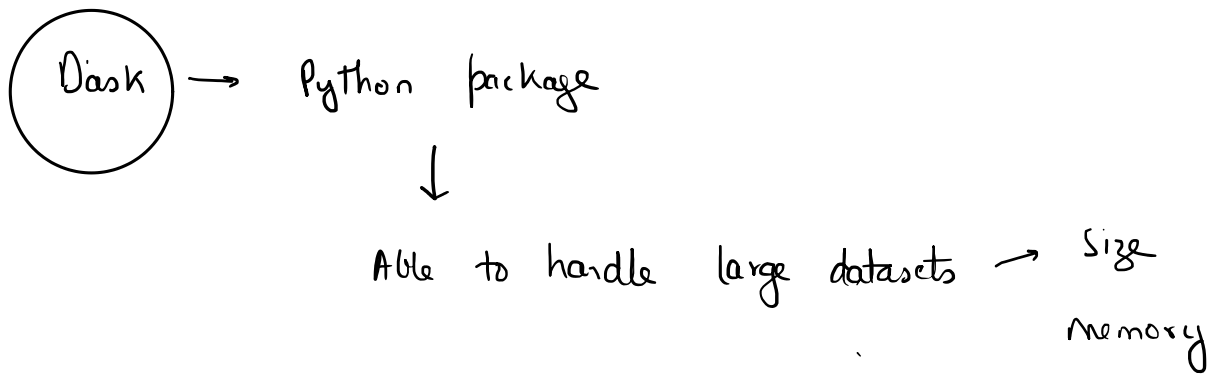 Dask → Python package
↓
Able to handle large datasets → Size
Memory